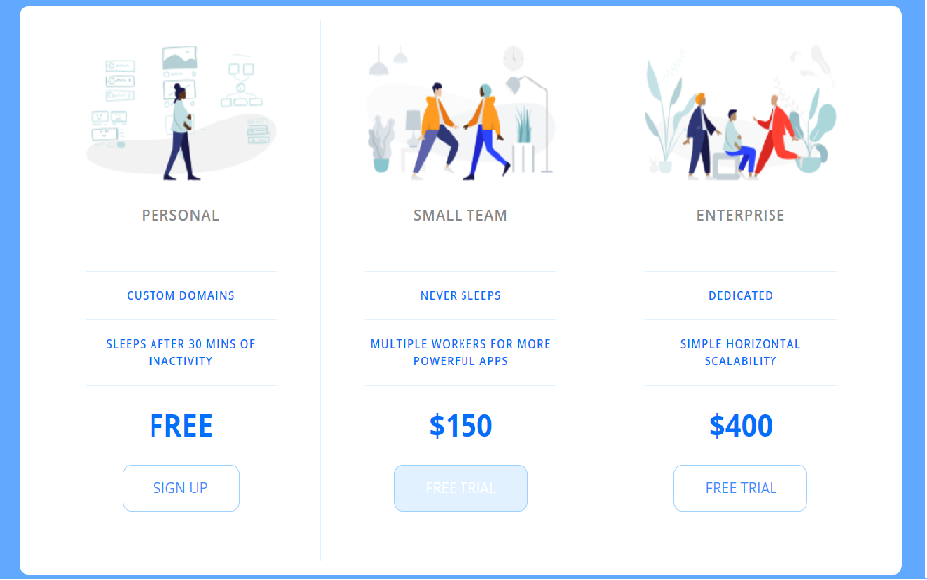 PERSONAL
CUSTOM DOMAINS
SLEEPS AFTER 30 MINS OF
INACTIVITY
FREE
SIGN UP
SMALL TEAM
NEVER SLEEPS
MULTIPLE WORKERS FOR MORE
POWERFUL APPS
$150
FREE TRIAL
ENTERPRISE
DEDICATED
SIMPLE HORIZONTAL
SCALABILITY
$400
FREE TRIAL